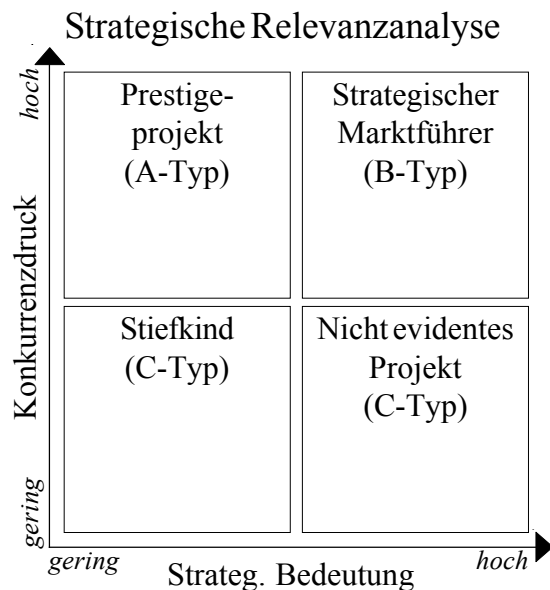 Strategische Relevanzanalyse
hoch
Prestige-
projekt
(A-Typ)
Strategischer
Marktführer
(B-Typ)
Konkurrenzdruck
Stiefkind
(C-Typ)
Nicht evidentes
Projekt
(C-Typ)
gering
gering
hoch
Strateg. Bedeutung